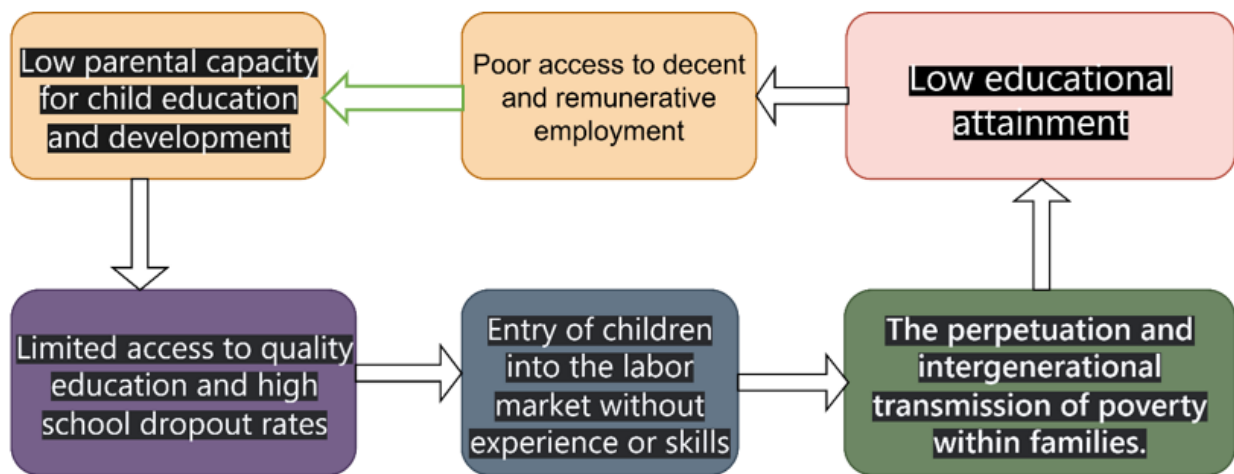 Low parental capacity
for child education
and development
Poor access to decent
and remunerative
employment
Low educational
attainment
Limited access to quality
education and high
school dropout rates
Entry of children
into the labor
market without
experience or skills
The perpetuation and
intergenerational
transmission of poverty
within families.